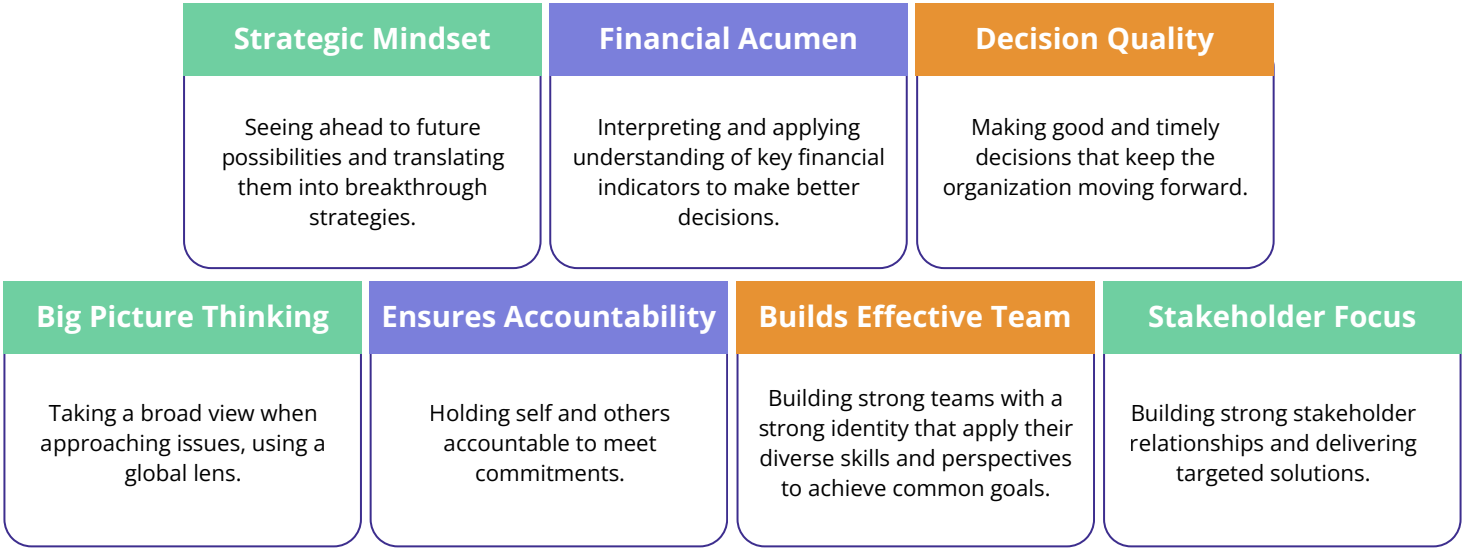 Strategic Mindset
Seeing ahead to future
possibilities and translating
them into breakthrough
strategies.
Financial Acumen
Interpreting and applying
understanding of key financial
indicators to make better
decisions.
Decision Quality
Making good and timely
decisions that keep the
organization moving forward.
Big Picture Thinking
Taking a broad view when
approaching issues, using a
global lens.
Ensures Accountability
Holding self and others
accountable to meet
commitments.
Builds Effective Team
Building strong teams with a
strong identity that apply their
diverse skills and perspectives
to achieve common goals.
Stakeholder Focus
Building strong stakeholder
relationships and delivering
targeted solutions.